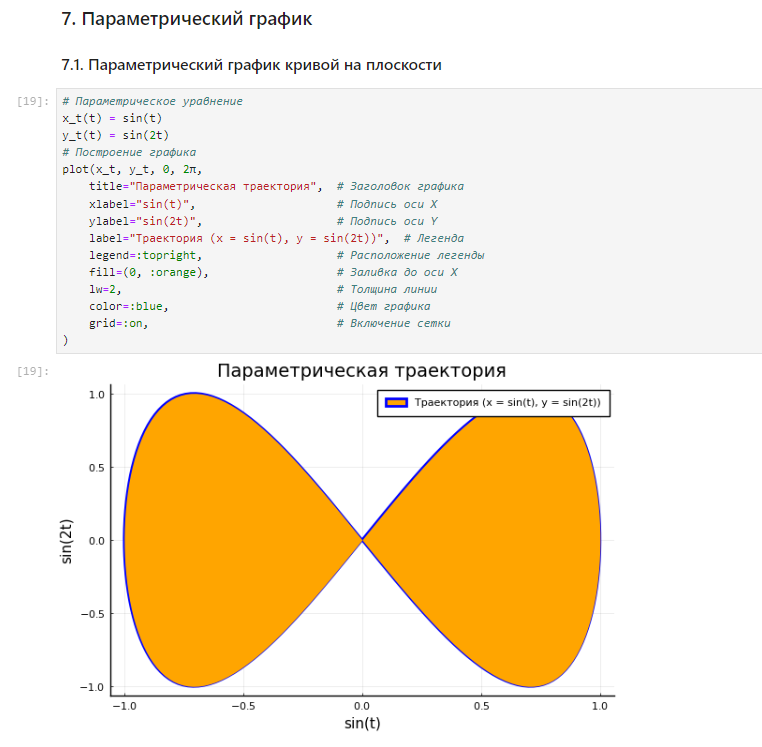 7. Параметрический график
7.1. Параметрический график кривой на плоскости
[19]:
# Параметрическое уравнение
x_t(t) = sin(t)
y_t(t) = sin(2t)
# Построение графика
plot(x_t, y_t, 0, 2π,
    title="Параметрическая траектория",  # Заголовок графика
    xlabel="sin(t)",                     # Подпись оси X
    ylabel="sin(2t)",                    # Подпись оси Y
    label="Траектория (x = sin(t), y = sin(2t))",  # Легенда
    legend=:topright,                    # Расположение легенды
    fill=(0, :orange),                   # Заливка до оси X
    lw=2,                                # Толщина линии
    color=:blue,                         # Цвет графика
    grid=:on,                            # Включение сетки
)
[19]:
Параметрическая траектория
Траектория (x = sin(t), y = sin(2t))
1.0
0.5
0.0
−0.5
−1.0
sin(2t)
−1.0 −0.5 0.0 0.5 1.0
sin(t)